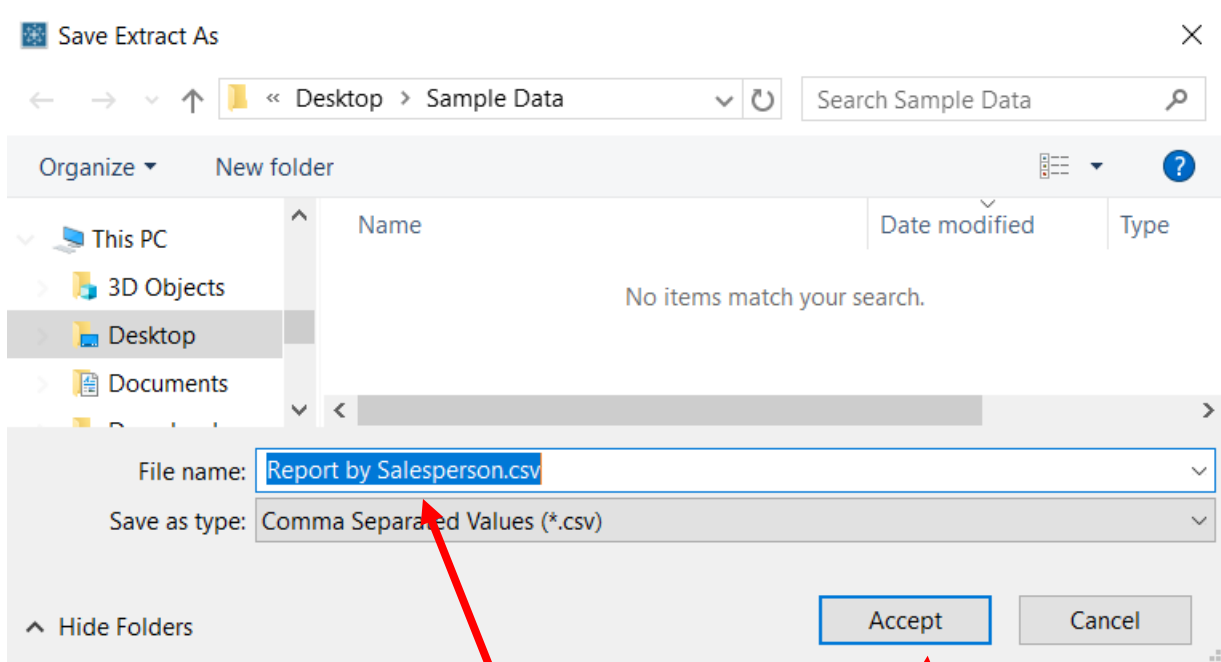 Save Extract As
« Desktop > Sample Data
Search Sample Data
Organize
New folder
?
Name
Date modified
Type
This PC
3D Objects
Desktop
Documents
No items match your search.
File name: Report by Salesperson.csv
Save as type: Comma Separated Values (*.csv)
Hide Folders
Accept
Cancel